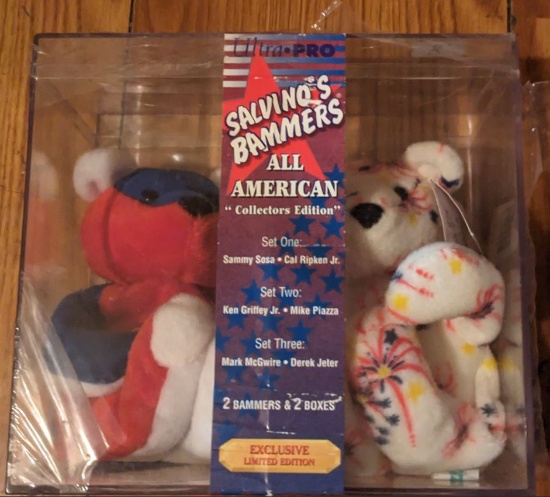 Ultra•PRO
SALVINO'S
BAMMERS
ALL
AMERICAN
"Collectors Edition"
Set One:
Sammy Sosa • Cal Ripken Jr.
Set Two:
Ken Griffey Jr. • Mike Piazza
Set Three:
Mark McGwire • Derek Jeter
2 BAMMERS & 2 BOXES
EXCLUSIVE
LIMITED EDITION